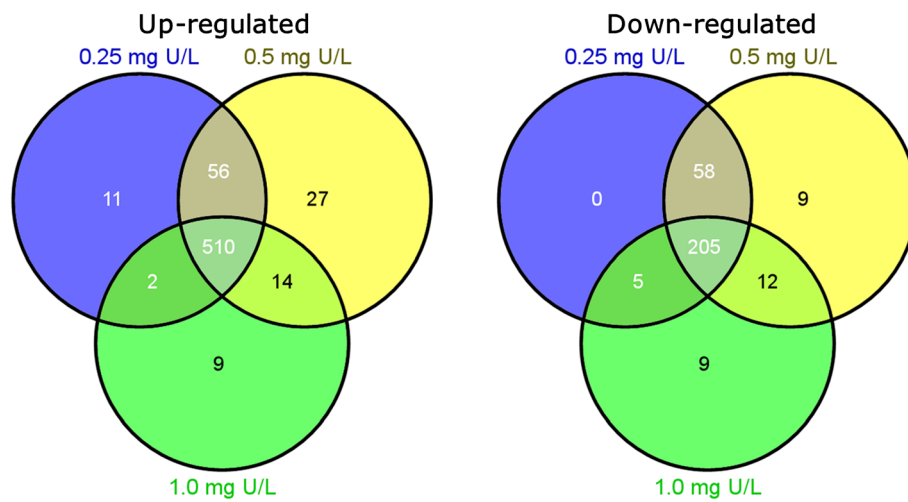 Up-regulated
Down-regulated
0.25 mg U/L
0.5 mg U/L
0.25 mg U/L
0.5 mg U/L
56
58
11
27
0
9
510
205
2
14
5
12
9
9
1.0 mg U/L
1.0 mg U/L